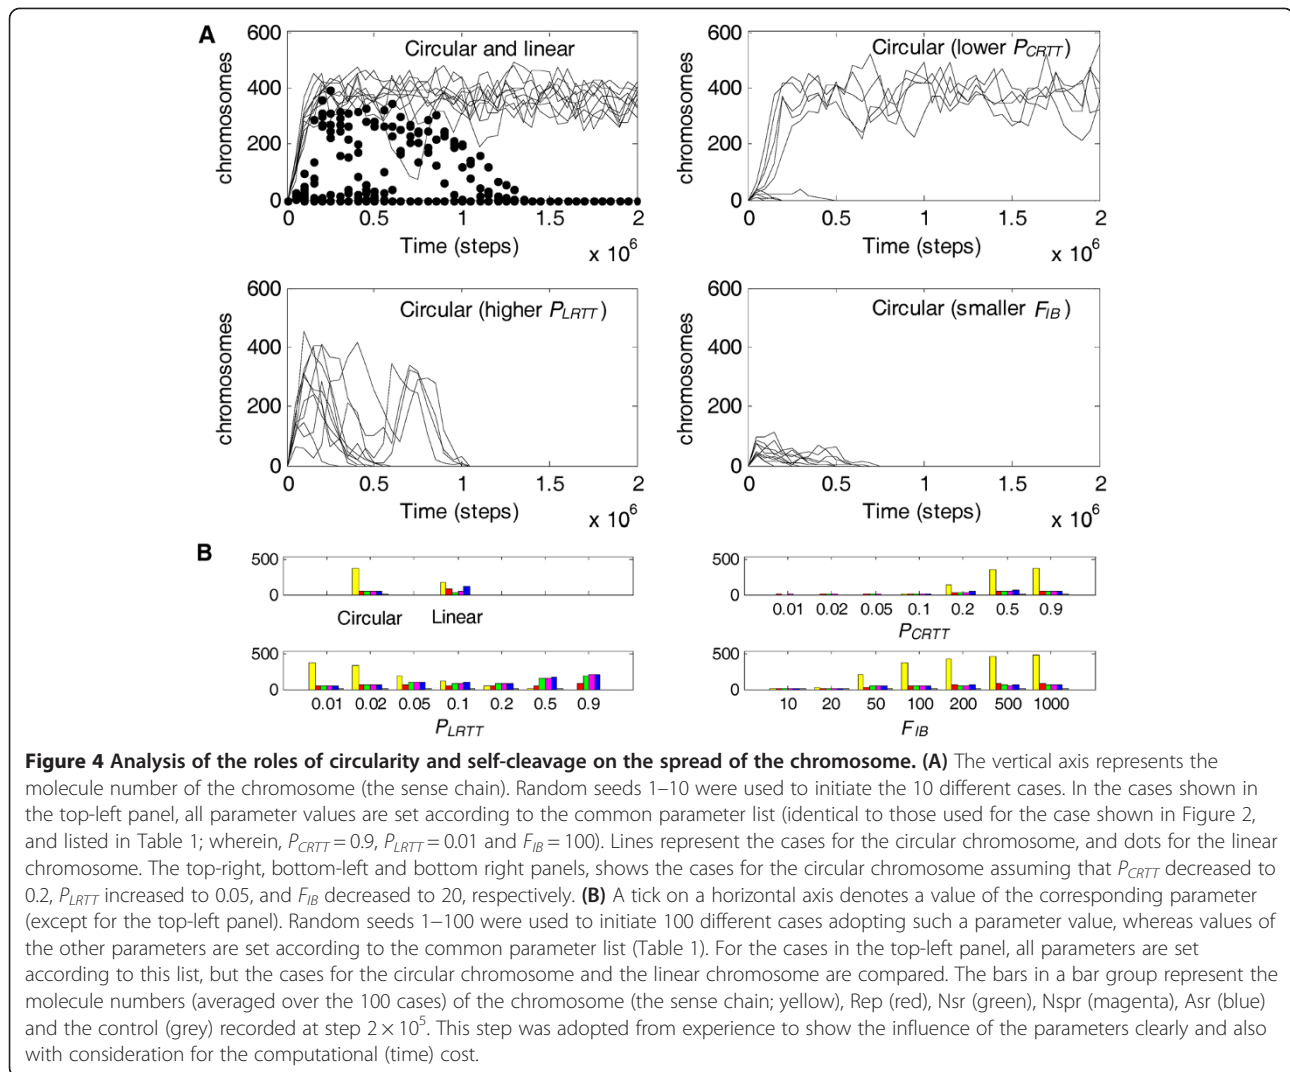 A
600
400
200
0
chromosomes
Circular and linear
0 0.5 1 1.5 2
Time (steps)
x 10^6
600
400
200
0
chromosomes
Circular (lower P_CRTT)
0 0.5 1 1.5 2
Time (steps)
x 10^6
600
400
200
0
chromosomes
Circular (higher P_LRTT)
0 0.5 1 1.5 2
Time (steps)
x 10^6
600
400
200
0
chromosomes
Circular (smaller F_IB)
0 0.5 1 1.5 2
Time (steps)
x 10^6
B
500
0
Circular Linear
500
0
0.01 0.02 0.05 0.1 0.2 0.5 0.9
P_CRTT
500
0
0.01 0.02 0.05 0.1 0.2 0.5 0.9
P_LRTT
500
0
10 20 50 100 200 500 1000
F_IB
Figure 4 Analysis of the roles of circularity and self-cleavage on the spread of the chromosome. (A) The vertical axis represents the
molecule number of the chromosome (the sense chain). Random seeds 1–10 were used to initiate the 10 different cases. In the cases shown in
the top-left panel, all parameter values are set according to the common parameter list (identical to those used for the case shown in Figure 2,
and listed in Table 1; wherein, P_CRTT = 0.9, P_LRTT = 0.01 and F_IB = 100). Lines represent the cases for the circular chromosome, and dots for the linear
chromosome. The top-right, bottom-left and bottom right panels, shows the cases for the circular chromosome assuming that P_CRTT decreased to
0.2, P_LRTT increased to 0.05, and F_IB decreased to 20, respectively. (B) A tick on a horizontal axis denotes a value of the corresponding parameter
(except for the top-left panel). Random seeds 1–100 were used to initiate 100 different cases adopting such a parameter value, whereas values of
the other parameters are set according to the common parameter list (Table 1). For the cases in the top-left panel, all parameters are set
according to this list, but the cases for the circular chromosome and the linear chromosome are compared. The bars in a bar group represent the
molecule numbers (averaged over the 100 cases) of the chromosome (the sense chain; yellow), Rep (red), Nsr (green), Nspr (magenta), Asr (blue)
and the control (grey) recorded at step 2 × 10^5. This step was adopted from experience to show the influence of the parameters clearly and also
with consideration for the computational (time) cost.